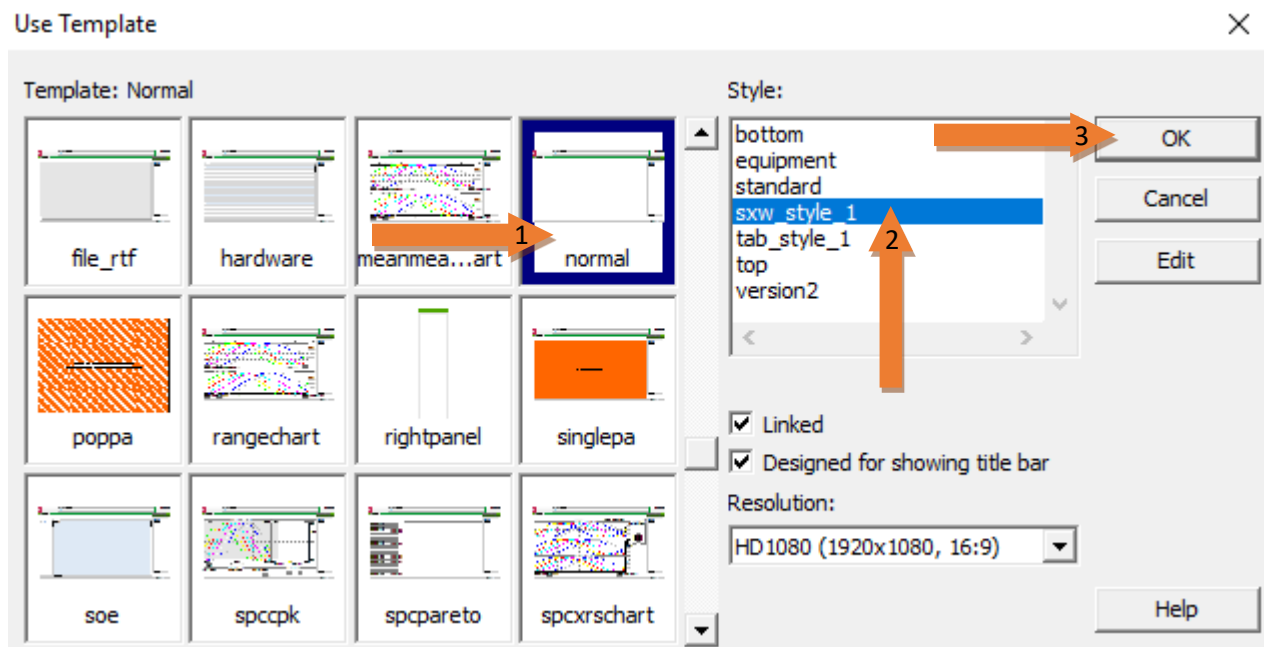 Use Template
Template: Normal
file_rtf
hardware
meanmea...art
normal
poppa
rangechart
rightpanel
singlepa
soe
spccpk
spcpareto
spcxrschart
1
Style:
bottom
equipment
standard
sxw_style_1
tab_style_1
top
version2
2
3
OK
Cancel
Edit
Linked
Designed for showing title bar
Resolution:
HD1080 (1920x1080, 16:9)
Help